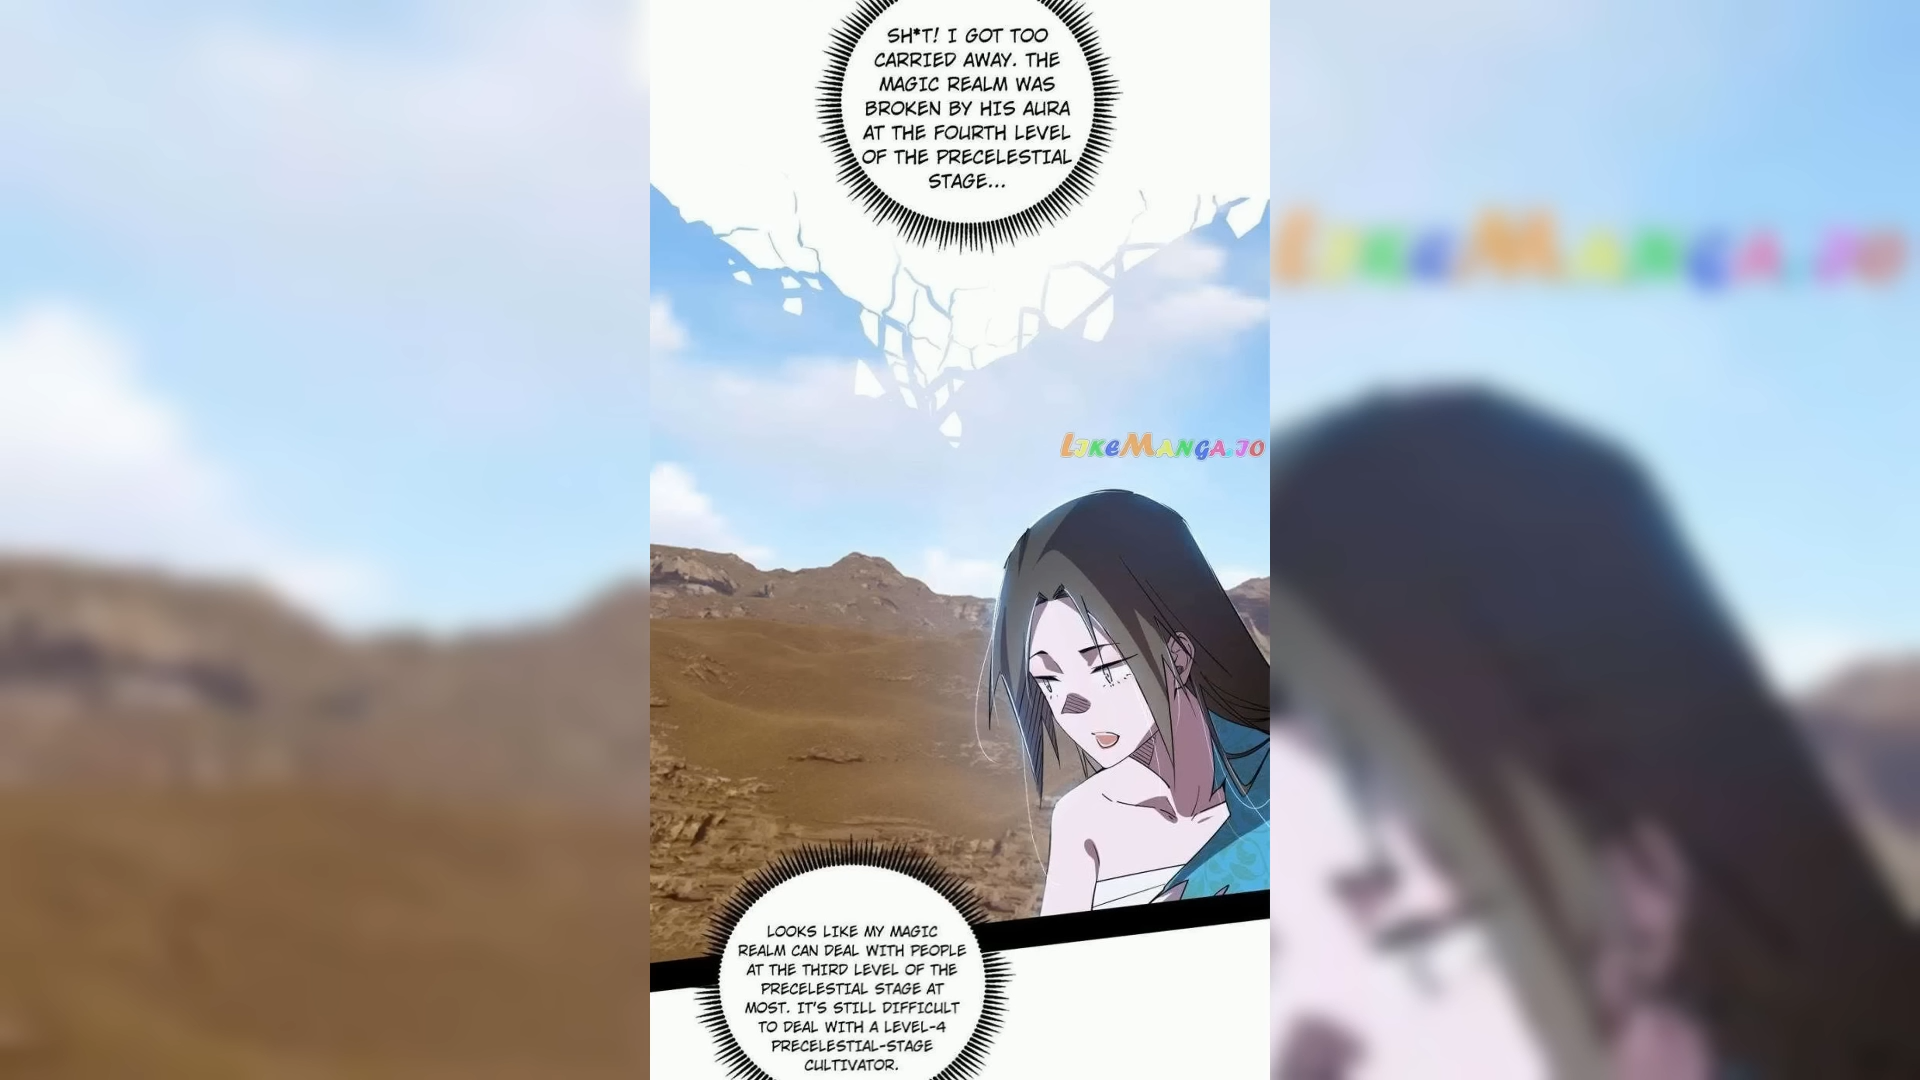 SH*T! I GOT TOO
CARRIED AWAY. THE
MAGIC REALM WAS
BROKEN BY HIS AURA
AT THE FOURTH LEVEL
OF THE PRECELESTIAL
STAGE...
LIKEMANGA.IO
LIKEMANGA.IO
LOOKS LIKE MY MAGIC
REALM CAN DEAL WITH PEOPLE
AT THE THIRD LEVEL OF THE
PRECELESTIAL STAGE AT
MOST. IT'S STILL DIFFICULT
TO DEAL WITH A LEVEL-4
PRECELESTIAL-STAGE
CULTIVATOR.